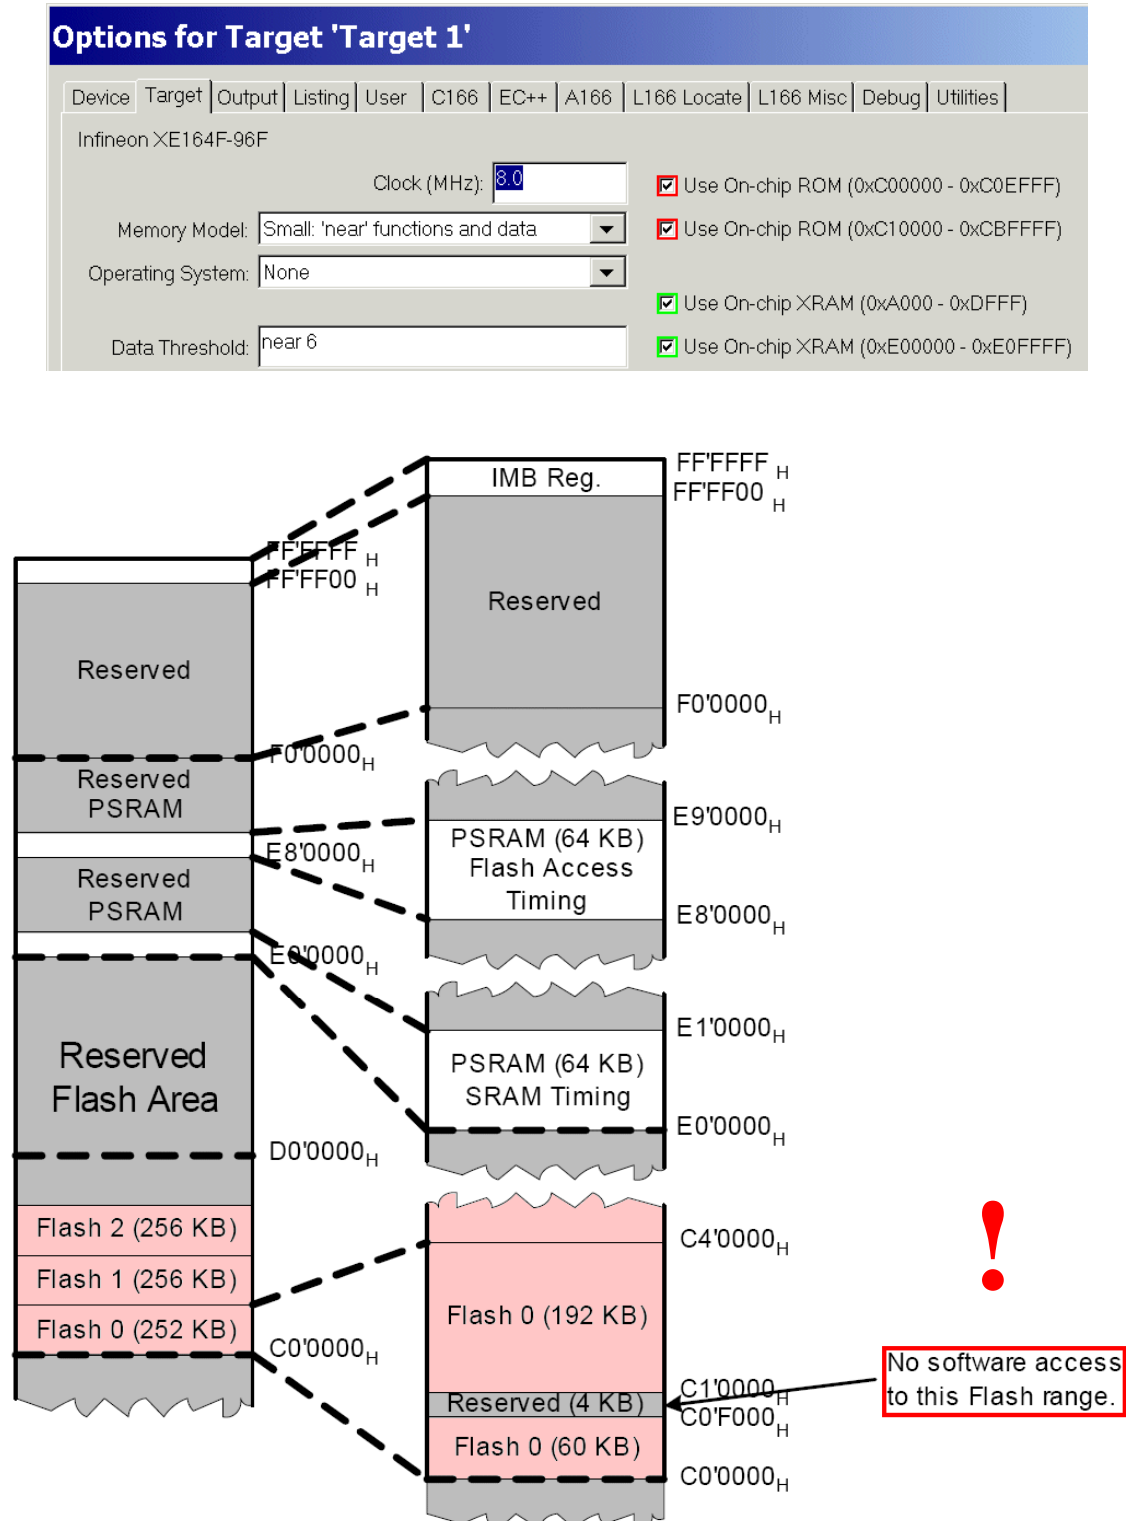 Options for Target 'Target 1'
Device Target Output Listing User C166 EC++ A166 L166 Locate L166 Misc Debug Utilities
Infineon XE164F-96F
Clock (MHz): 8.0
Use On-chip ROM (0xC00000 - 0xC0EFFF)
Memory Model: Small: 'near' functions and data
Use On-chip ROM (0xC10000 - 0xCBFFFF)
Operating System: None
Use On-chip XRAM (0xA000 - 0xDFFF)
Data Threshold: near 6
Use On-chip XRAM (0xE00000 - 0xE0FFFF)
FF'FFFF H
FF'FF00 H
Reserved
F0'0000H
Reserved
PSRAM
E8'0000H
Reserved
PSRAM
E0'0000H
Reserved
Flash Area
D0'0000H
Flash 2 (256 KB)
Flash 1 (256 KB)
Flash 0 (252 KB)
C0'0000H
IMB Reg.
FF'FFFF H
FF'FF00 H
Reserved
F0'0000H
E9'0000H
PSRAM (64 KB)
Flash Access
Timing
E8'0000H
E1'0000H
PSRAM (64 KB)
SRAM Timing
E0'0000H
C4'0000H
Flash 0 (192 KB)
C1'0000H
Reserved (4 KB)
C0'F000H
Flash 0 (60 KB)
C0'0000H
!
No software access
to this Flash range.